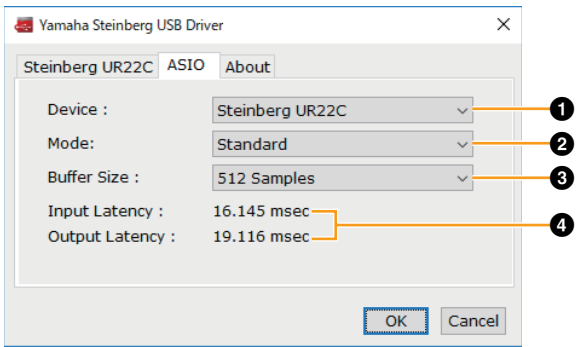 Yamaha Steinberg USB Driver
Steinberg UR22C ASIO About
Device : Steinberg UR22C 1
Mode: Standard 2
Buffer Size : 512 Samples 3
Input Latency : 16.145 msec
4
Output Latency : 19.116 msec
OK Cancel